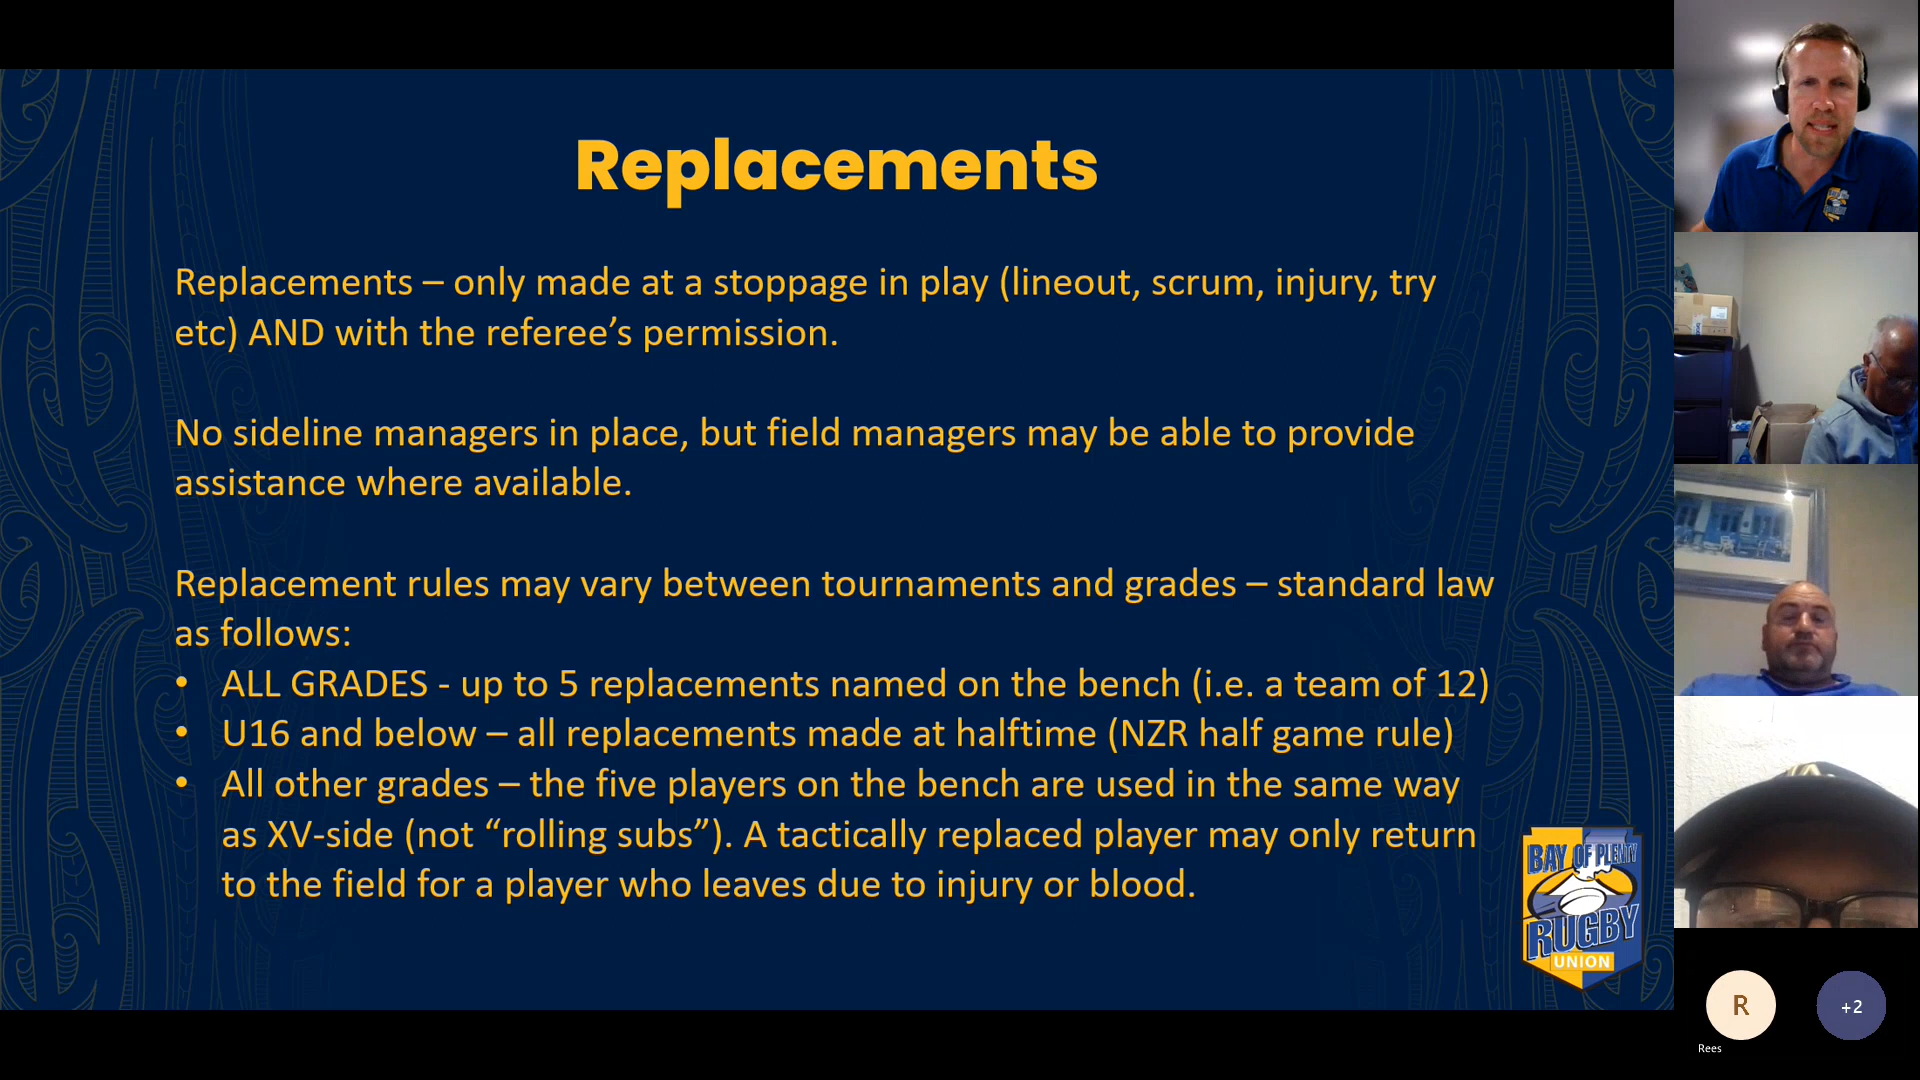 Replacements
Replacements – only made at a stoppage in play (lineout, scrum, injury, try
etc) AND with the referee’s permission.
No sideline managers in place, but field managers may be able to provide
assistance where available.
Replacement rules may vary between tournaments and grades – standard law
as follows:
• ALL GRADES - up to 5 replacements named on the bench (i.e. a team of 12)
• U16 and below – all replacements made at halftime (NZR half game rule)
• All other grades – the five players on the bench are used in the same way
as XV-side (not “rolling subs”). A tactically replaced player may only return
to the field for a player who leaves due to injury or blood.
BAY OF PLENTY
RUGBY
UNION
R
+2
Rees